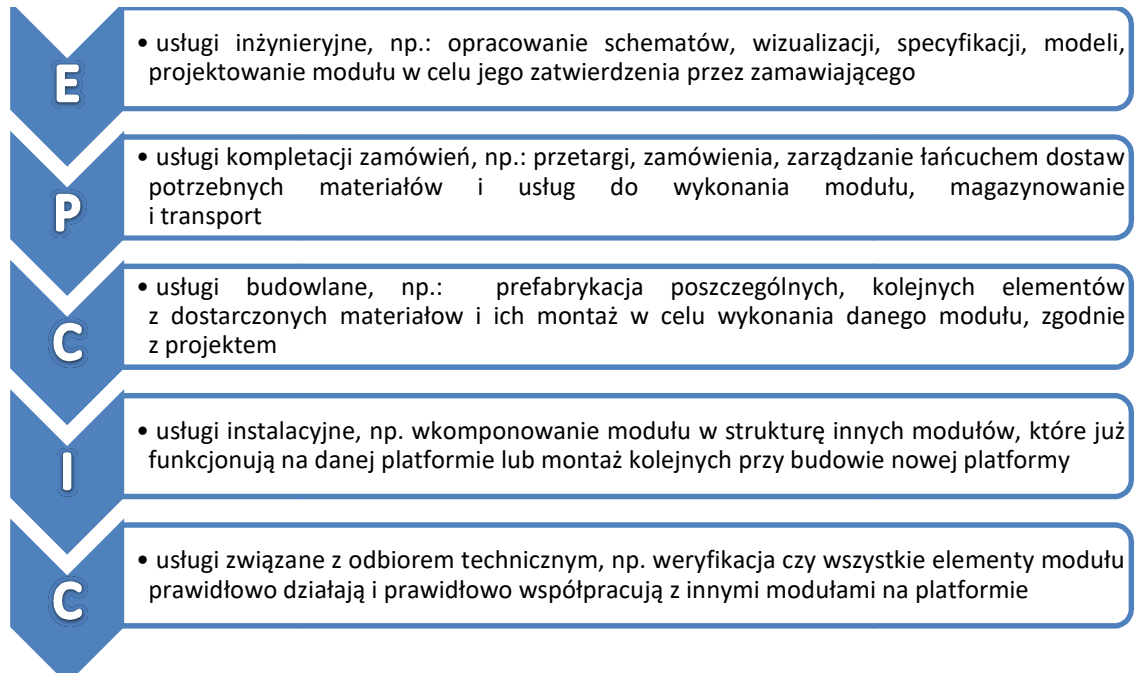 E
• usługi inżynieryjne, np.: opracowanie schematów, wizualizacji, specyfikacji, modeli,
projektowanie modułu w celu jego zatwierdzenia przez zamawiającego
P
• usługi kompletacji zamówień, np.: przetargi, zamówienia, zarządzanie łańcuchem dostaw
potrzebnych materiałów i usług do wykonania modułu, magazynowanie
i transport
C
• usługi budowlane, np.: prefabrykacja poszczególnych, kolejnych elementów
z dostarczonych materiałow i ich montaż w celu wykonania danego modułu, zgodnie
z projektem
I
• usługi instalacyjne, np. wkomponowanie modułu w strukturę innych modułów, które już
funkcjonują na danej platformie lub montaż kolejnych przy budowie nowej platformy
C
• usługi związane z odbiorem technicznym, np. weryfikacja czy wszystkie elementy modułu
prawidłowo działają i prawidłowo współpracują z innymi modułami na platformie